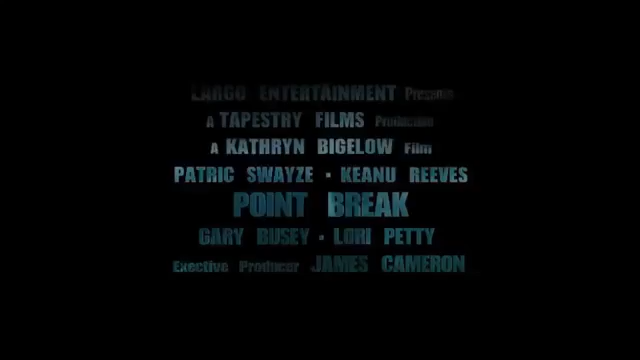 LARGO ENTERTAINMENT Presents
A TAPESTRY FILMS Production
A KATHRYN BIGELOW Film
PATRIC SWAYZE • KEANU REEVES
POINT BREAK
GARY BUSEY • LORI PETTY
Exective Producer JAMES CAMERON